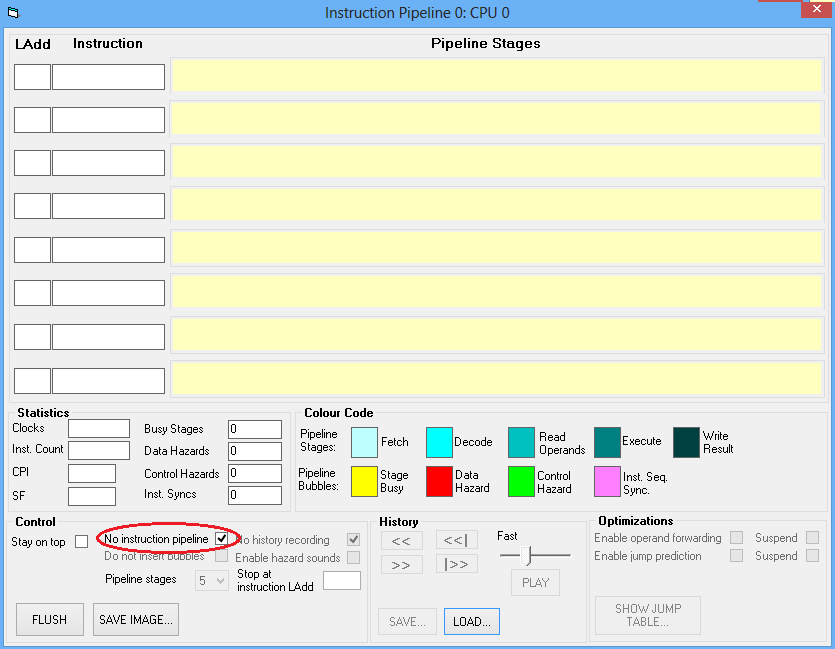 Instruction Pipeline 0: CPU 0
LAdd Instruction Pipeline Stages
Statistics
Clocks
Inst. Count
CPI
SF
Busy Stages 0
Data Hazards 0
Control Hazards 0
Inst. Syncs 0
Colour Code
Pipeline Stages:
Fetch
Decode
Read Operands
Execute
Write Result
Pipeline Bubbles:
Stage Busy
Data Hazard
Control Hazard
Inst. Seq. Sync.
Control
Stay on top
No instruction pipeline
No history recording
Do not insert bubbles
Enable hazard sounds
Pipeline stages 5
Stop at instruction LAdd
FLUSH
SAVE IMAGE...
History
<< <<|
>> |>>
Fast
PLAY
SAVE...
LOAD...
Optimizations
Enable operand forwarding Suspend
Enable jump prediction Suspend
SHOW JUMP TABLE...